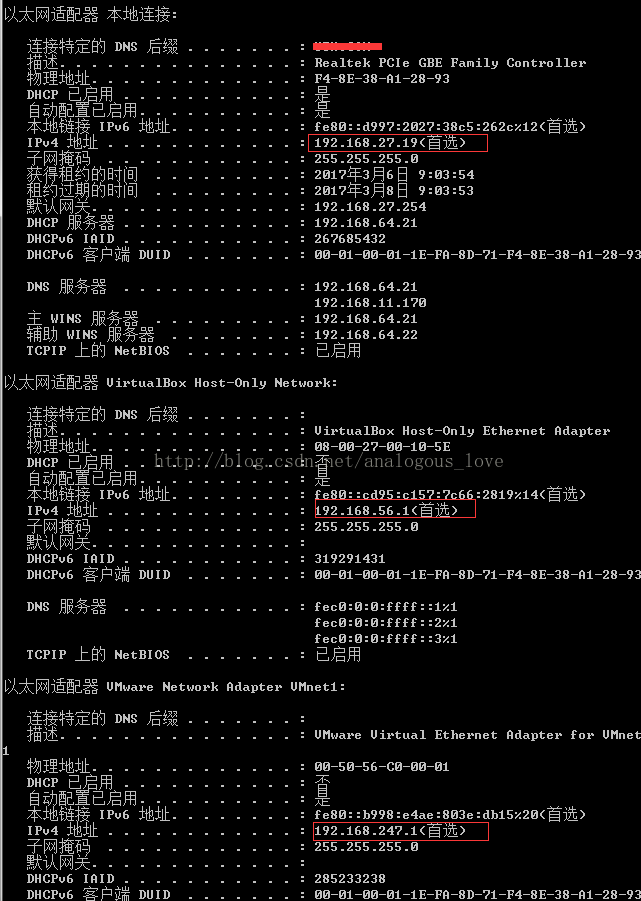 以太网适配器 本地连接:
连接特定的 DNS 后缀 . . . . . . . :
描述. . . . . . . . . . . . . . . : Realtek PCIe GBE Family Controller
物理地址. . . . . . . . . . . . . : F4-8E-38-A1-28-93
DHCP 已启用 . . . . . . . . . . . : 是
自动配置已启用. . . . . . . . . . : 是
本地链接 IPv6 地址. . . . . . . . : fe80::d997:2027:38c5:262c%12(首选)
IPv4 地址 . . . . . . . . . . . . : 192.168.27.19(首选)
子网掩码 . . . . . . . . . . . . : 255.255.255.0
获得租约的时间 . . . . . . . . . : 2017年3月6日 9:03:54
租约过期的时间 . . . . . . . . . : 2017年3月8日 9:03:53
默认网关. . . . . . . . . . . . . : 192.168.27.254
DHCP 服务器 . . . . . . . . . . . : 192.168.64.21
DHCPv6 IAID . . . . . . . . . . . : 267685432
DHCPv6 客户端 DUID . . . . . . . : 00-01-00-01-1E-FA-8D-71-F4-8E-38-A1-28-93
DNS 服务器 . . . . . . . . . . . : 192.168.64.21
192.168.11.170
主 WINS 服务器 . . . . . . . . . : 192.168.64.21
辅助 WINS 服务器 . . . . . . . . : 192.168.64.22
TCPIP 上的 NetBIOS . . . . . . . : 已启用
以太网适配器 VirtualBox Host-Only Network:
连接特定的 DNS 后缀 . . . . . . . :
描述. . . . . . . . . . . . . . . : VirtualBox Host-Only Ethernet Adapter
物理地址. . . . . . . . . . . . . : 08-00-27-00-10-5E
DHCP 已启用 . . . . . . . . . . . : 否
http://blog.csdn.net/analogous_love
自动配置已启用. . . . . . . . . . : 是
本地链接 IPv6 地址. . . . . . . . : fe80::cd95:c157:7c66:2819%14(首选)
IPv4 地址 . . . . . . . . . . . . : 192.168.56.1(首选)
子网掩码 . . . . . . . . . . . . : 255.255.255.0
默认网关. . . . . . . . . . . . . :
DHCPv6 IAID . . . . . . . . . . . : 319291431
DHCPv6 客户端 DUID . . . . . . . : 00-01-00-01-1E-FA-8D-71-F4-8E-38-A1-28-93
DNS 服务器 . . . . . . . . . . . : fec0:0:0:ffff::1%1
fec0:0:0:ffff::2%1
fec0:0:0:ffff::3%1
TCPIP 上的 NetBIOS . . . . . . . : 已启用
以太网适配器 VMware Network Adapter VMnet1:
连接特定的 DNS 后缀 . . . . . . . :
描述. . . . . . . . . . . . . . . : VMware Virtual Ethernet Adapter for VMnet
1
物理地址. . . . . . . . . . . . . : 00-50-56-C0-00-01
DHCP 已启用 . . . . . . . . . . . : 否
自动配置已启用. . . . . . . . . . : 是
本地链接 IPv6 地址. . . . . . . . : fe80::b998:e4ae:803e:db15%20(首选)
IPv4 地址 . . . . . . . . . . . . : 192.168.247.1(首选)
子网掩码 . . . . . . . . . . . . : 255.255.255.0
默认网关. . . . . . . . . . . . . :
DHCPv6 IAID . . . . . . . . . . . : 285233238
DHCPv6 客户端 DUID . . . . . . . : 00-01-00-01-1E-FA-8D-71-F4-8E-38-A1-28-93